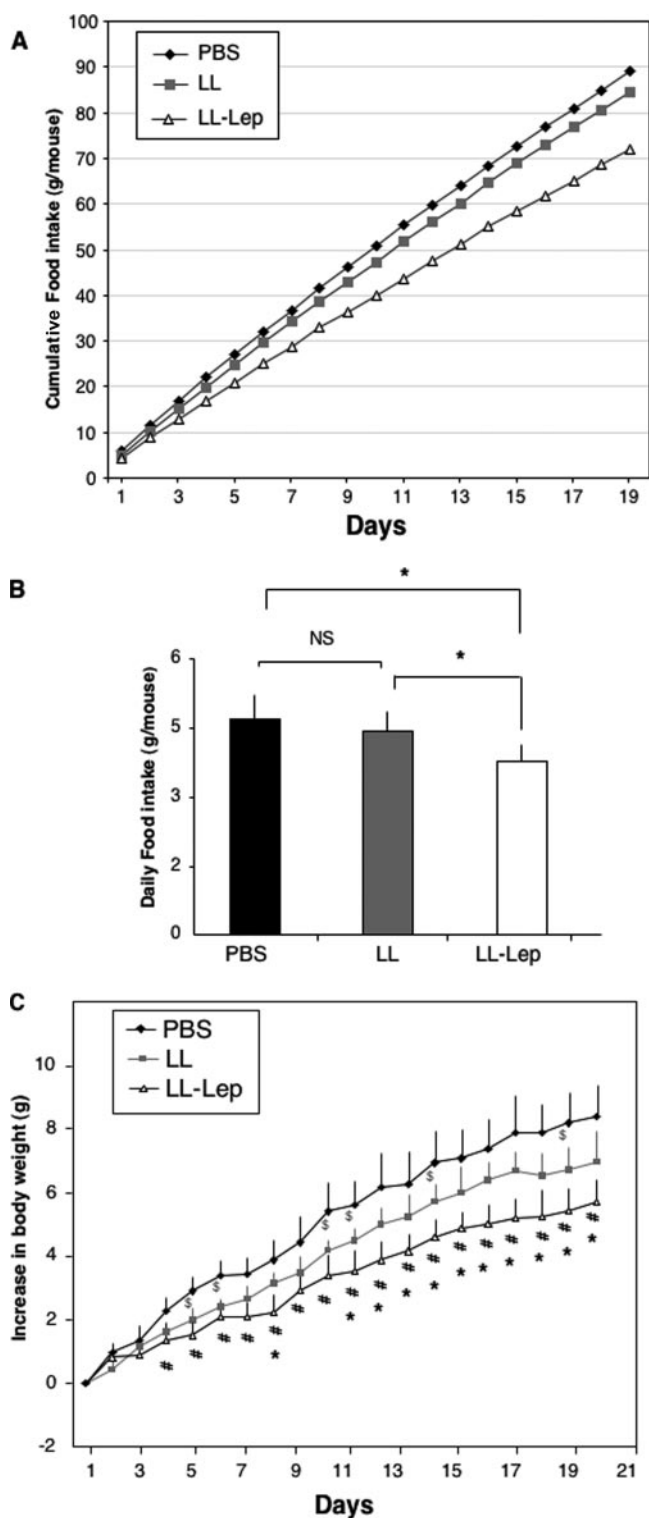 A
PBS
LL
LL-Lep
Cumulative Food intake (g/mouse)
100
90
80
70
60
50
40
30
20
10
0
1 3 5 7 9 11 13 15 17 19
Days
B
*
NS
*
Daily Food intake (g/mouse)
6
5
3
2
0
PBS LL LL-Lep
C
PBS
LL
LL-Lep
Increase in body weight (g)
10
8
6
4
2
0
-2
$ $ $ $ $ $
# # # # # # # # # # # # # # # # #
* * * * * * * * * * *
1 3 5 7 9 11 13 15 17 19 21
Days